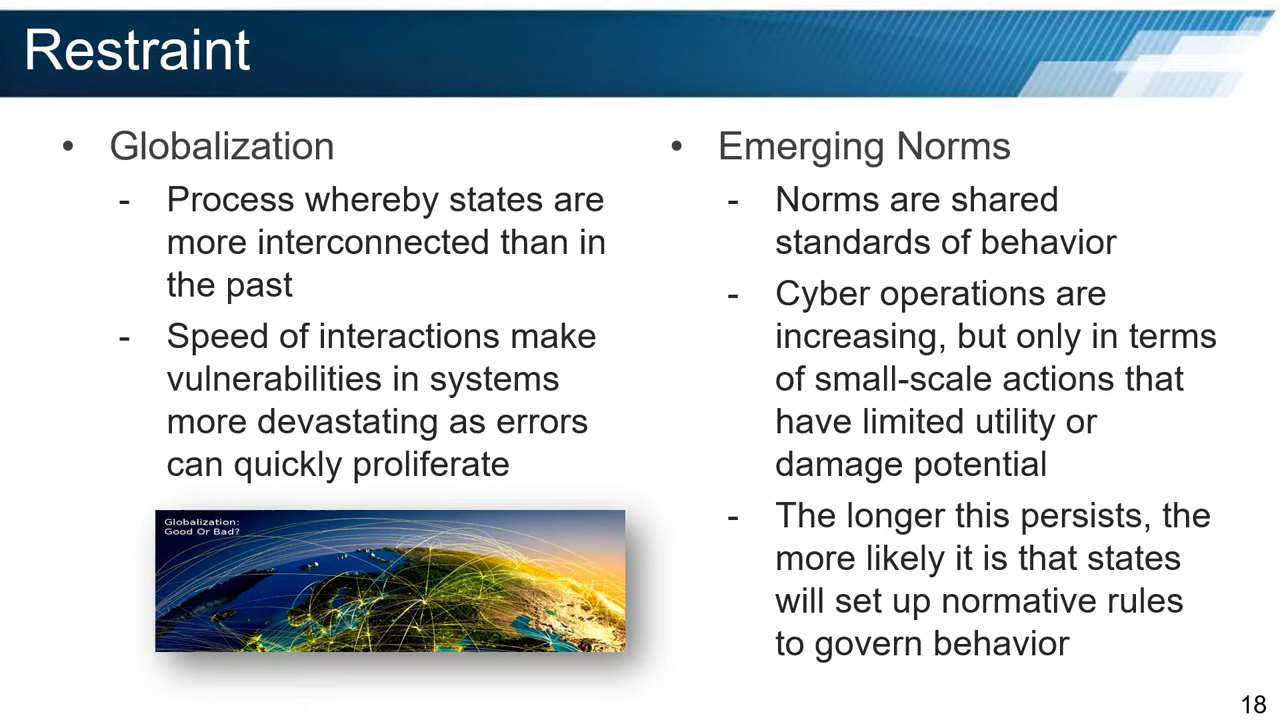 Restraint
• Globalization
- Process whereby states are
more interconnected than in
the past
- Speed of interactions make
vulnerabilities in systems
more devastating as errors
can quickly proliferate
Globalization:
Good Or Bad?
• Emerging Norms
- Norms are shared
standards of behavior
- Cyber operations are
increasing, but only in terms
of small-scale actions that
have limited utility or
damage potential
- The longer this persists, the
more likely it is that states
will set up normative rules
to govern behavior
18